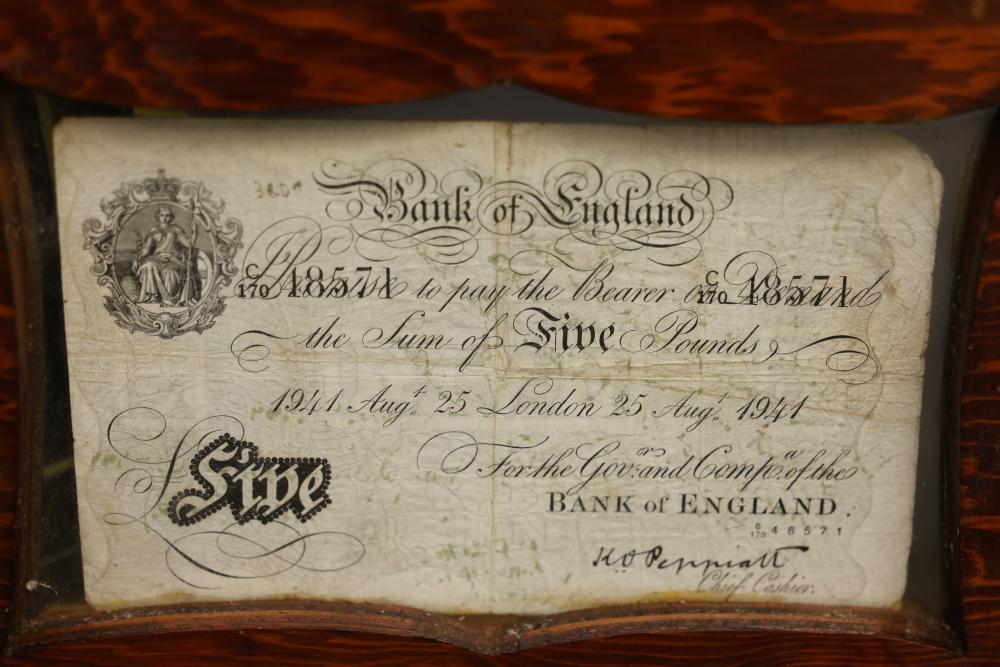 Bank of England
C/170 48571 C/170 48571
Promise to pay the Bearer on Demand
the Sum of Five Pounds
1941 Augt. 25 London 25 Augt. 1941
For the Govr. and Compa. of the
BANK of ENGLAND.
C/170 48571
£ Five
K O Peppiatt
Chief Cashier.